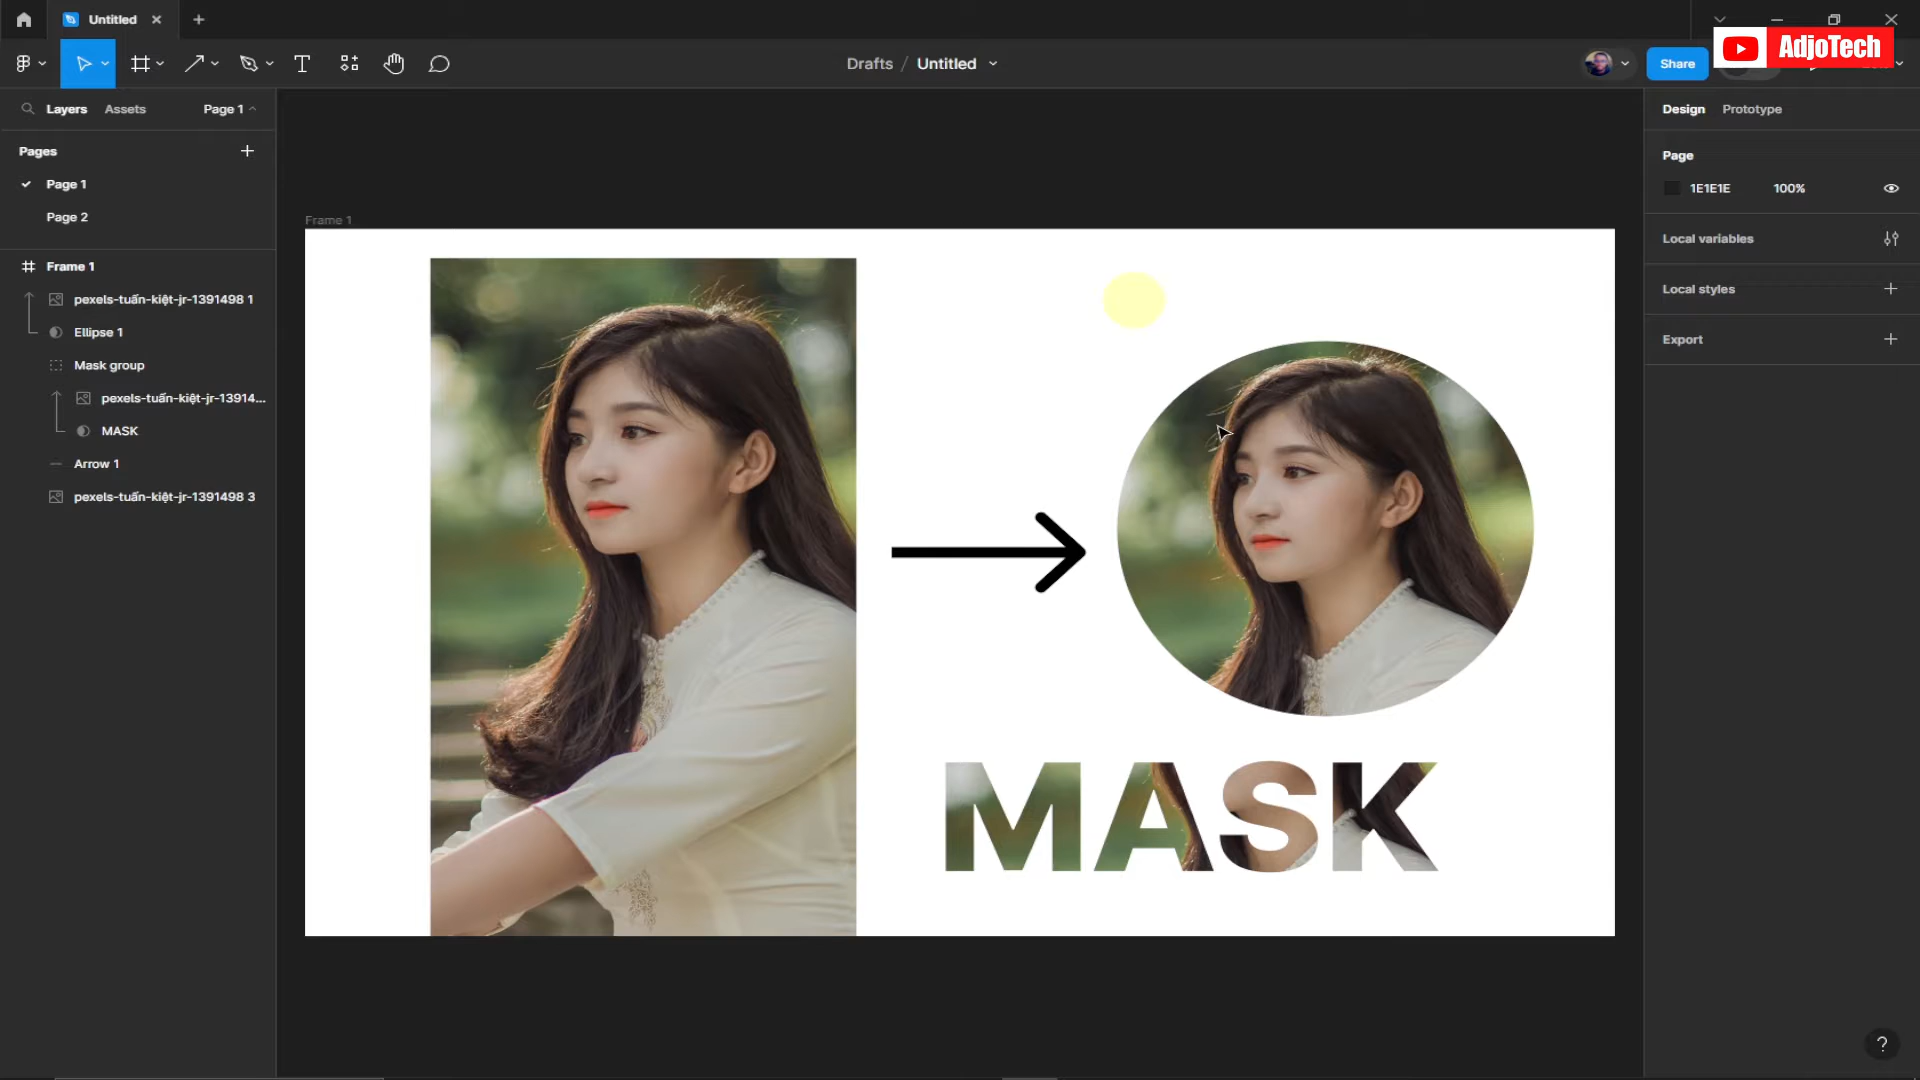 Untitled
Drafts / Untitled
Share
AdjoTech
Layers Assets Page 1
Pages
Page 1
Page 2
Frame 1
pexels-tuấn-kiệt-jr-1391498 1
Ellipse 1
Mask group
pexels-tuấn-kiệt-jr-13914...
MASK
Arrow 1
pexels-tuấn-kiệt-jr-1391498 3
Frame 1
MASK
Design Prototype
Page
1E1E1E 100%
Local variables
Local styles
Export
?